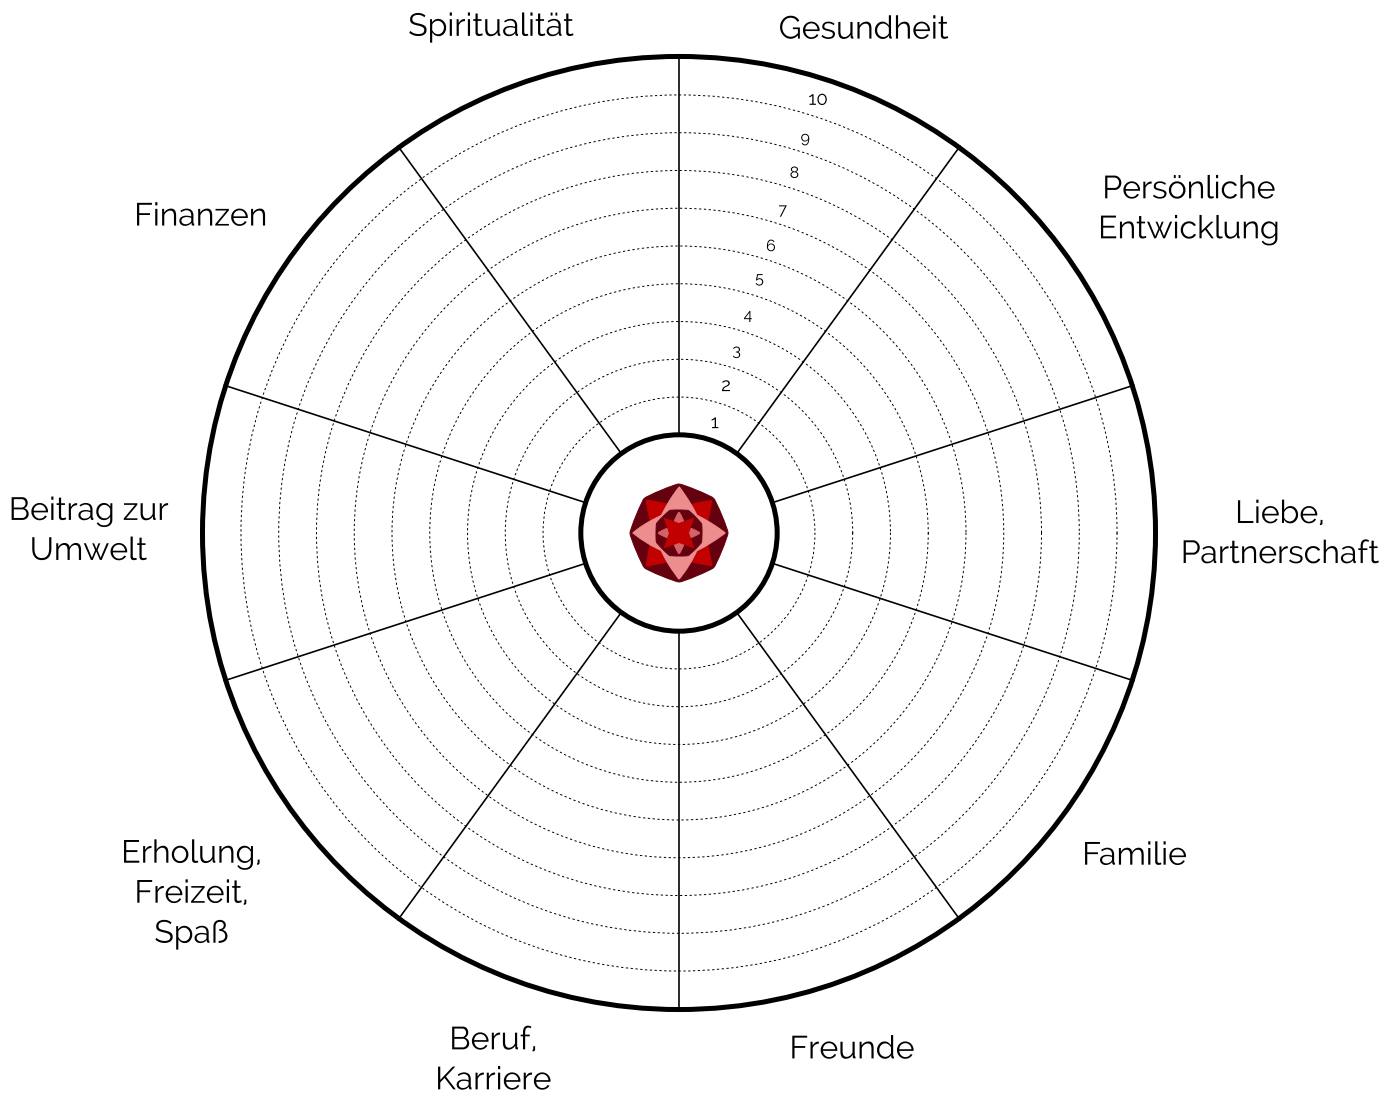 Spiritualität
Gesundheit
10
9
8
7
6
5
4
3
2
1
Persönliche
Entwicklung
Liebe,
Partnerschaft
Familie
Freunde
Beruf,
Karriere
Erholung,
Freizeit,
Spaß
Beitrag zur
Umwelt
Finanzen